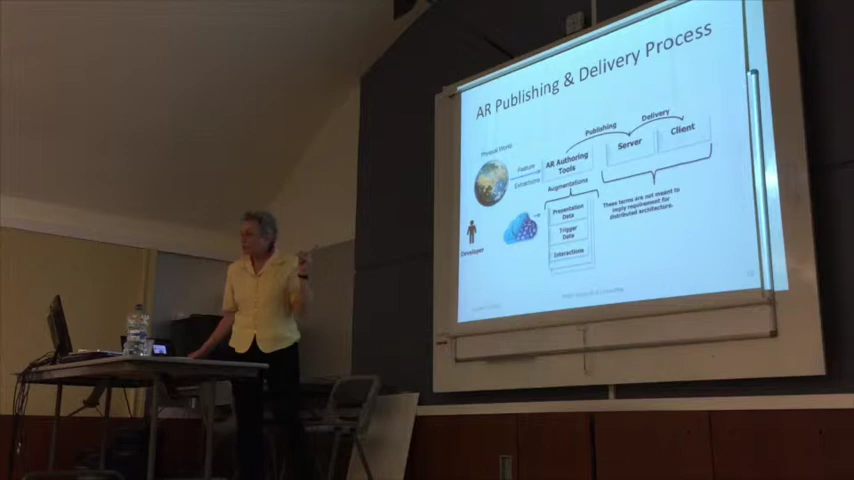 AR Publishing & Delivery Process
Physical World
Feature
Extractions
AR Authoring
Tools
Publishing
Delivery
Server
Client
Augmentations
Presentation
Data
Trigger
Data
Interactions
Developer
These terms are not meant to
imply requirement for
distributed architecture.